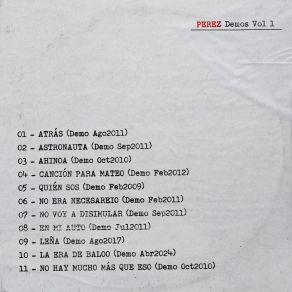 PEREZ Demos Vol 1
01 – ATRÁS (Demo Ago2011)
02 – ASTRONAUTA (Demo Sep2011)
03 – AHINOA (Demo Oct2010)
04 – CANCIÓN PARA MATEO (Demo Feb2012)
05 – QUIÉN SOS (Demo Feb2009)
06 – NO ERA NECESAREIO (Demo Feb2011)
07 – NO VOY A DISIMULAR (Demo Sep2011)
08 – EN MI AUTO (Demo Jul2011)
09 – LEÑA (Demo Ago2017)
10 – LA ERA DE BALOO (Demo Abr2024)
11 – NO HAY MUCHO MÁS QUE ESO (Demo Oct2010)